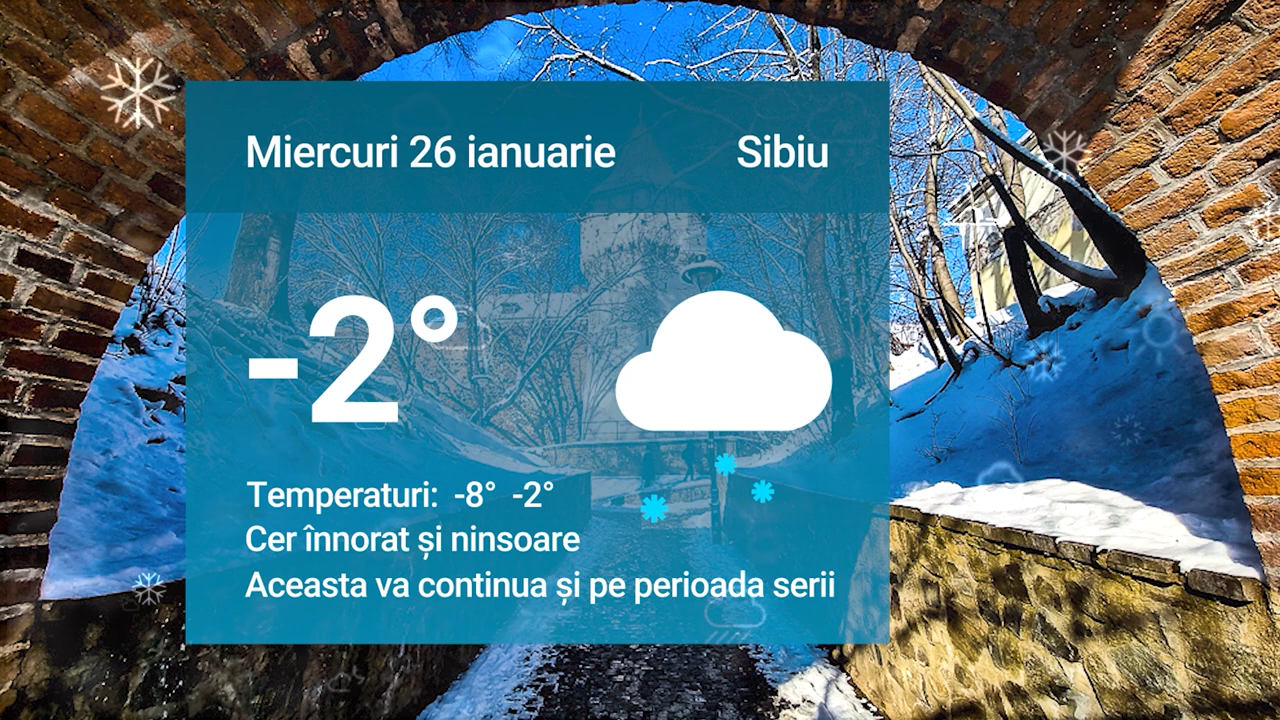 Miercuri 26 ianuarie Sibiu
-2°
Temperaturi: -8° -2°
Cer înnorat și ninsoare
Aceasta va continua și pe perioada serii